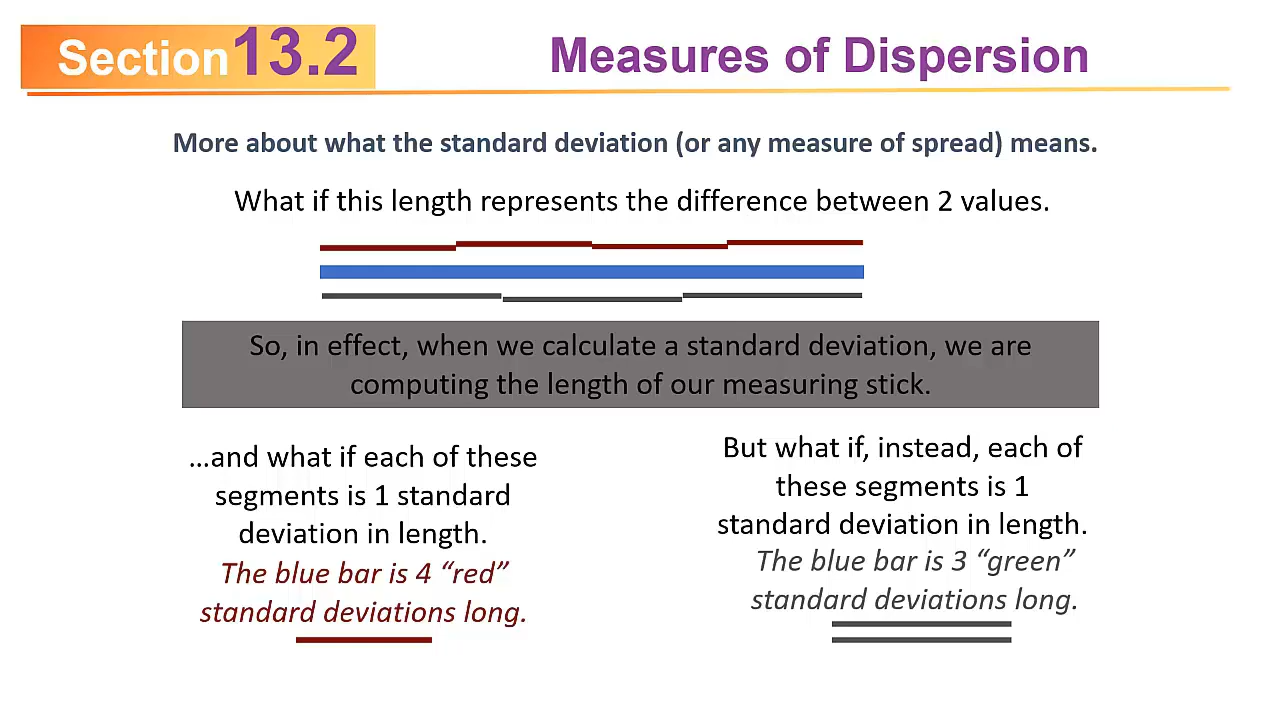 Section 13.2
Measures of Dispersion
More about what the standard deviation (or any measure of spread) means.
What if this length represents the difference between 2 values.
So, in effect, when we calculate a standard deviation, we are
computing the length of our measuring stick.
…and what if each of these
segments is 1 standard
deviation in length.
The blue bar is 4 “red”
standard deviations long.
But what if, instead, each of
these segments is 1
standard deviation in length.
The blue bar is 3 “green”
standard deviations long.